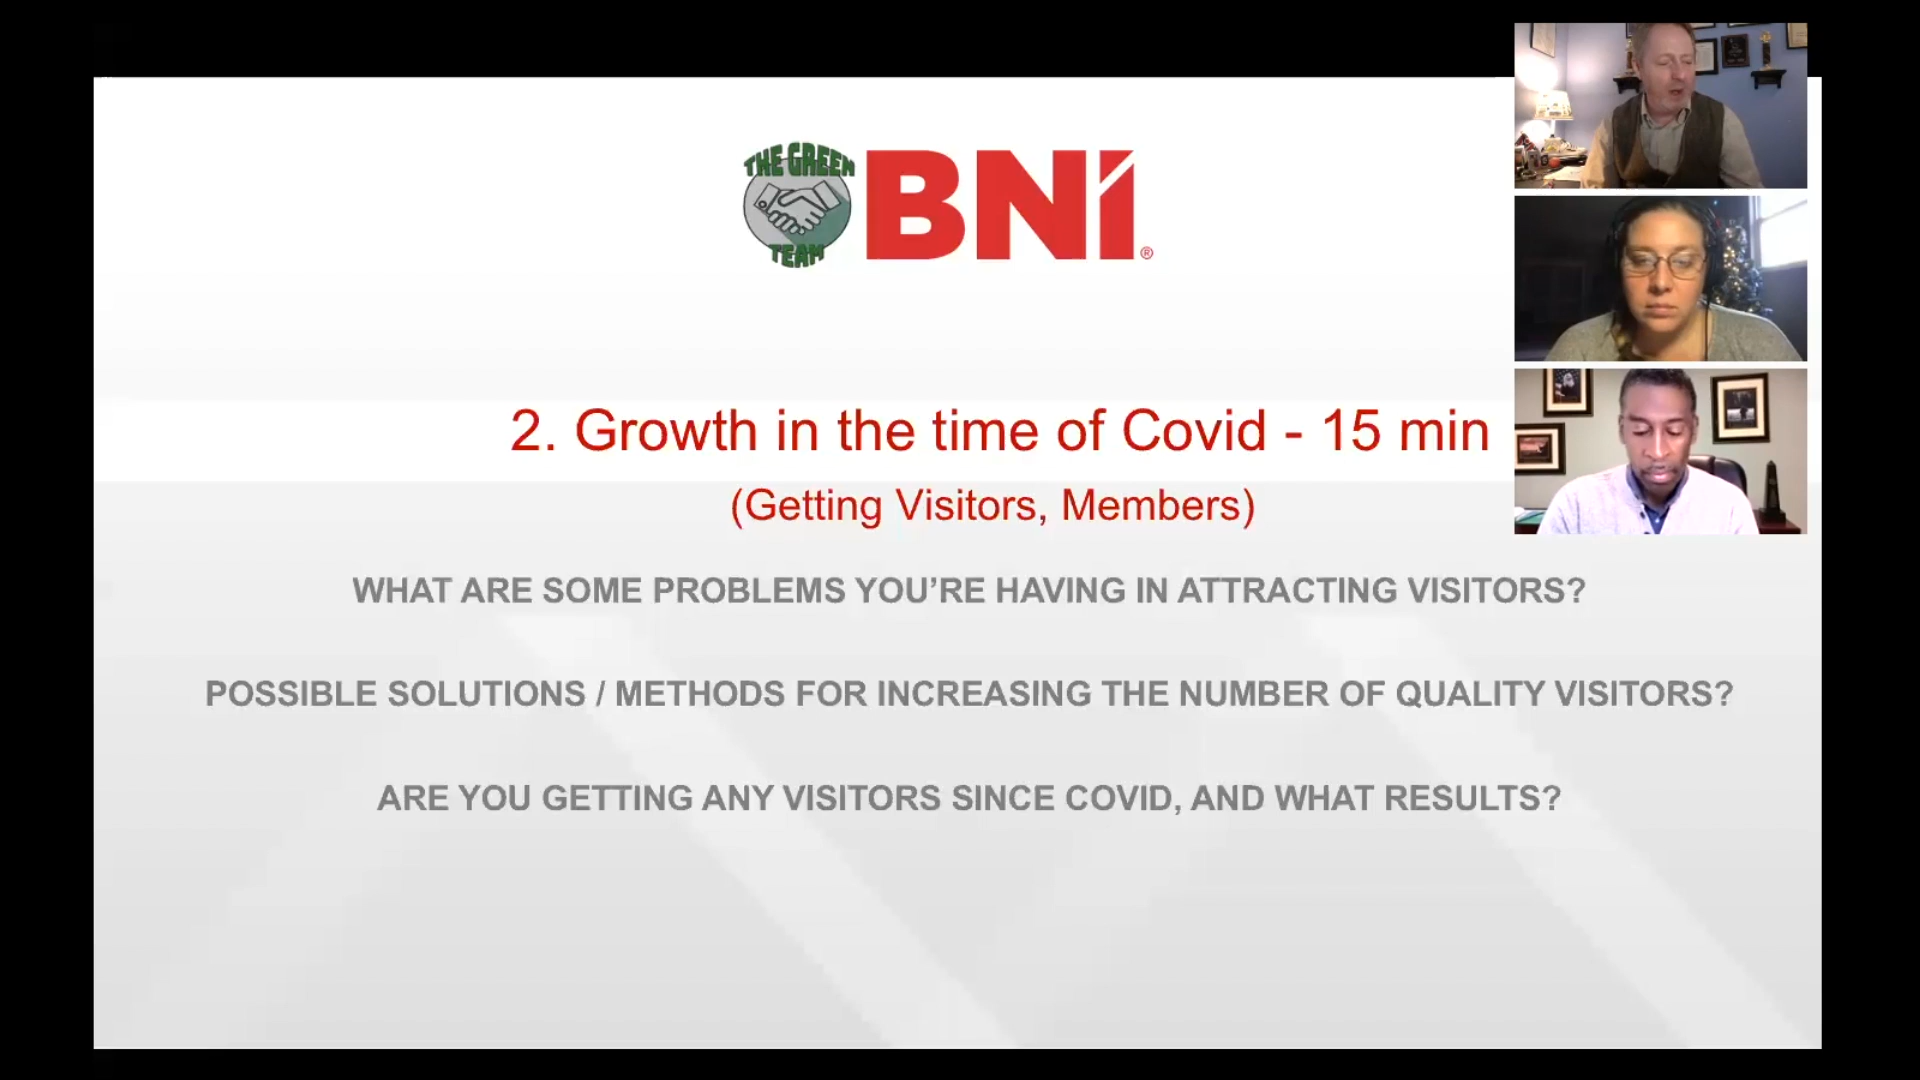 THE GREEN
TEAM
BNI®
2. Growth in the time of Covid - 15 min
(Getting Visitors, Members)
WHAT ARE SOME PROBLEMS YOU’RE HAVING IN ATTRACTING VISITORS?
POSSIBLE SOLUTIONS / METHODS FOR INCREASING THE NUMBER OF QUALITY VISITORS?
ARE YOU GETTING ANY VISITORS SINCE COVID, AND WHAT RESULTS?